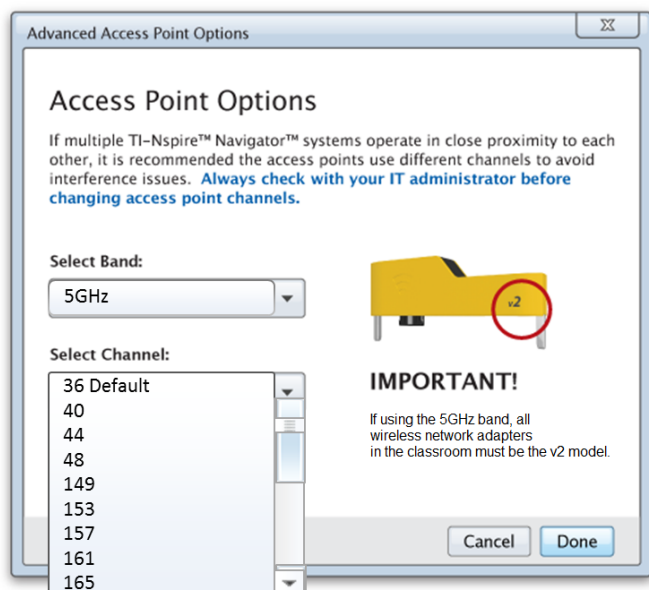 Advanced Access Point Options
Access Point Options
If multiple TI-Nspire™ Navigator™ systems operate in close proximity to each
other, it is recommended the access points use different channels to avoid
interference issues. Always check with your IT administrator before
changing access point channels.
Select Band:
5GHz
v2
Select Channel:
36 Default
40
44
48
149
153
157
161
165
IMPORTANT!
If using the 5GHz band, all
wireless network adapters
in the classroom must be the v2 model.
Cancel
Done